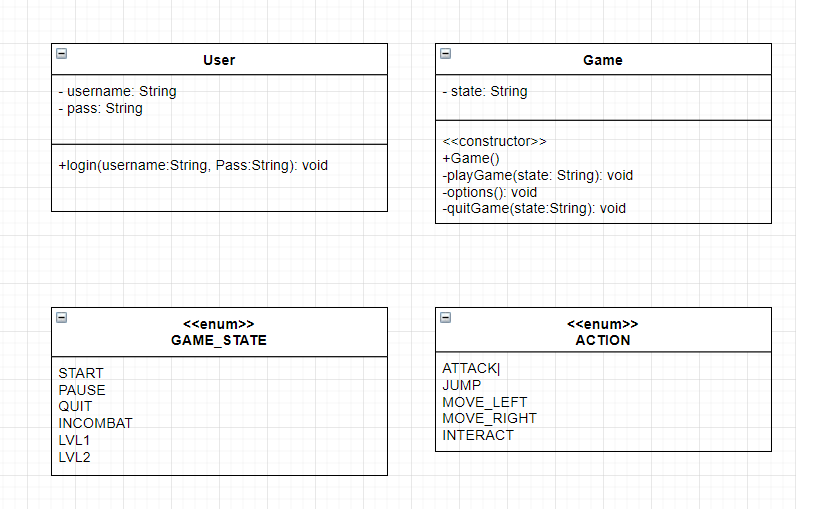 User
- username: String
- pass: String
+login(username:String, Pass:String): void
Game
- state: String
<<constructor>>
+Game()
-playGame(state: String): void
-options(): void
-quitGame(state:String): void
<<enum>>
GAME_STATE
START
PAUSE
QUIT
INCOMBAT
LVL1
LVL2
<<enum>>
ACTION
ATTACK|
JUMP
MOVE_LEFT
MOVE_RIGHT
INTERACT